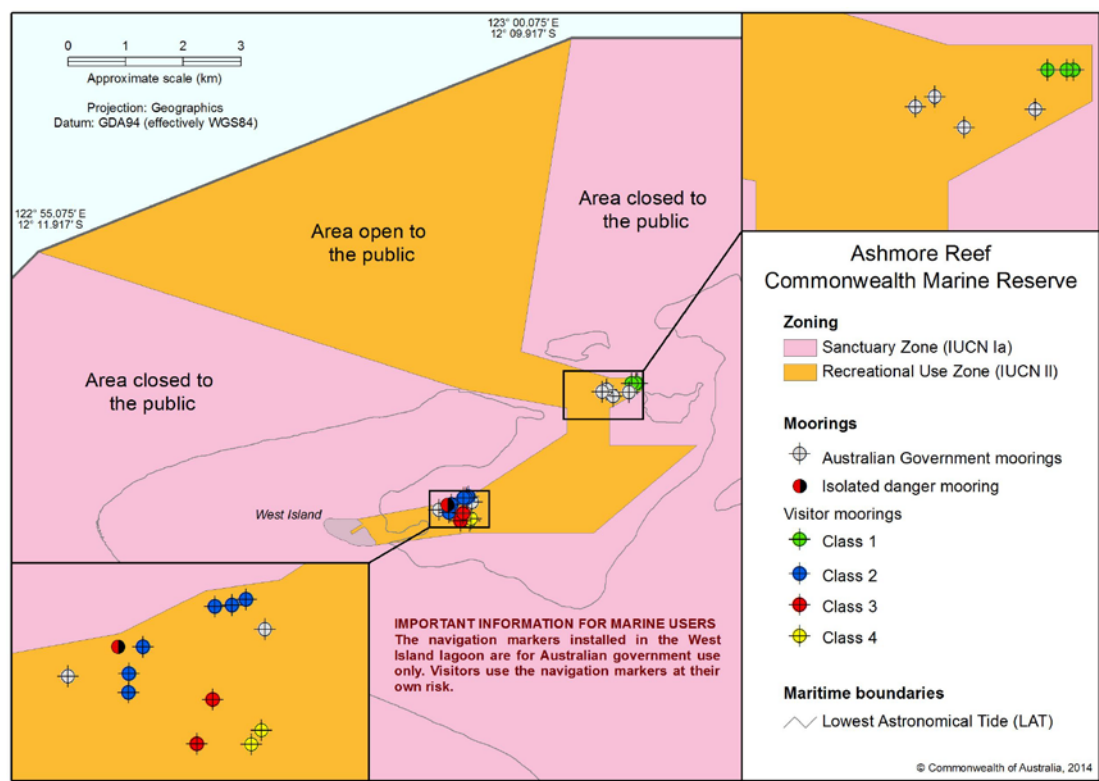 123° 00.075′ E
12° 09.917′ S
0 1 2 3
Approximate scale (km)
Projection: Geographics
Datum: GDA94 (effectively WGS84)
122° 55.075′ E
12° 11.917′ S
Area open to
the public
Area closed to
the public
Area closed to
the public
West Island
IMPORTANT INFORMATION FOR MARINE USERS
The navigation markers installed in the West
Island lagoon are for Australian government use
only. Visitors use the navigation markers at their
own risk.
Ashmore Reef
Commonwealth Marine Reserve
Zoning
Sanctuary Zone (IUCN Ia)
Recreational Use Zone (IUCN II)
Moorings
Australian Government moorings
Isolated danger mooring
Visitor moorings
Class 1
Class 2
Class 3
Class 4
Maritime boundaries
Lowest Astronomical Tide (LAT)
© Commonwealth of Australia, 2014